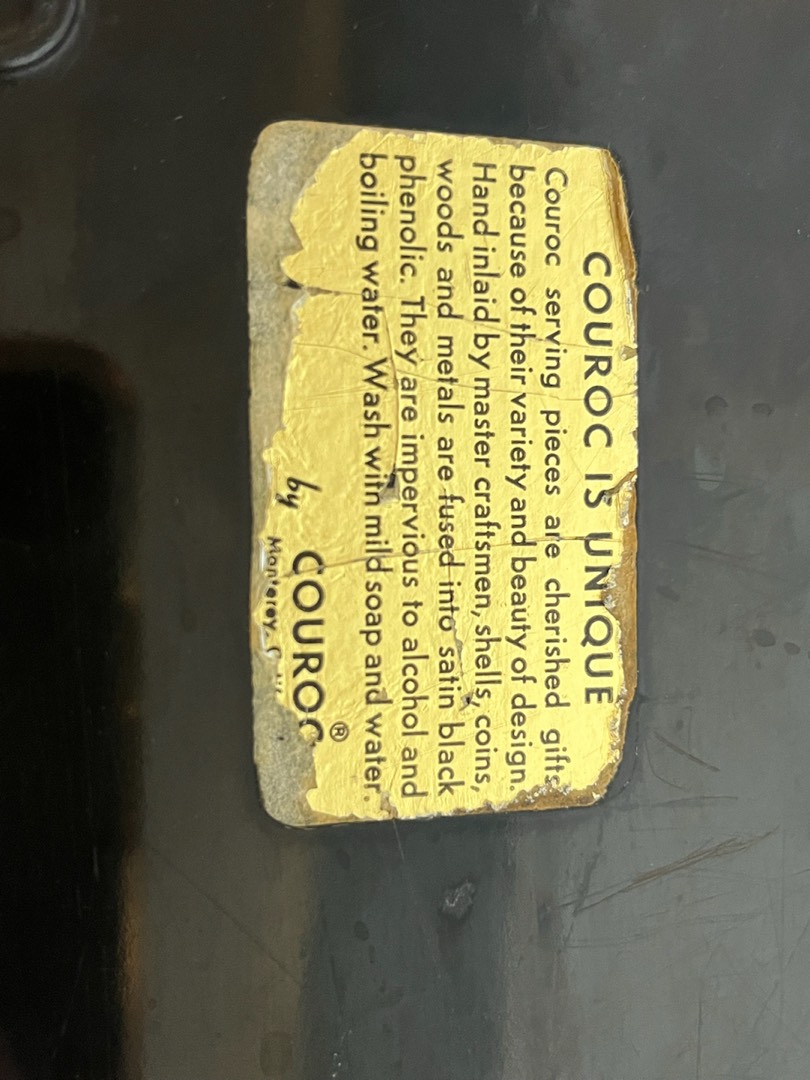 COUROC IS UNIQUE
Couroc serving pieces are cherished gifts
because of their variety and beauty of design.
Hand inlaid by master craftsmen, shells, coins,
woods and metals are fused into satin black
phenolic. They are impervious to alcohol and
boiling water. Wash with mild soap and water.
by COUROC®
Monterey,